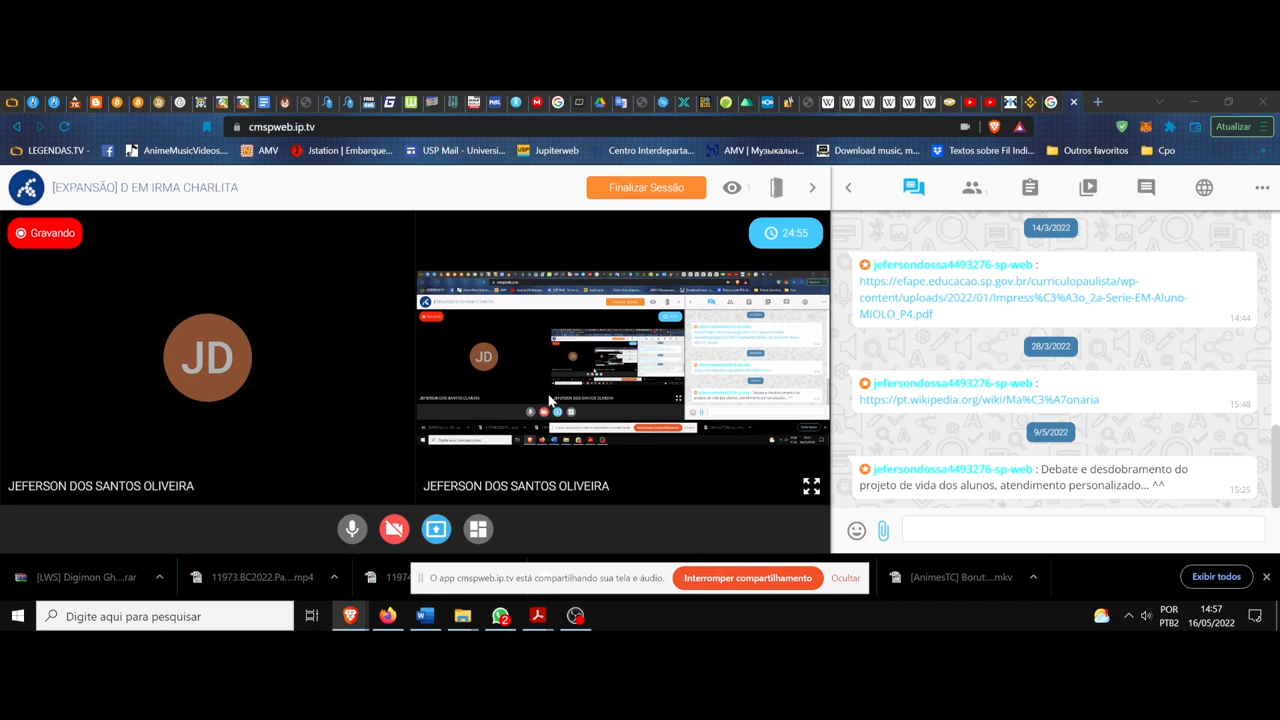 cmspweb.ip.tv
Atualizar
LEGENDAS.TV
AnimeMusicVideos...
AMV
Jstation | Embarque...
USP Mail - Universi...
Jupiterweb
Centro Interdeparta...
AMV | Музыкальн...
Download music, m...
Textos sobre Fil Indi...
Outros favoritos
Cpo
[EXPANSÃO] D EM IRMA CHARLITA
Finalizar Sessão
1
1
Gravando
24:55
JD
JEFERSON DOS SANTOS OLIVEIRA
JD
JEFERSON DOS SANTOS OLIVEIRA
14/3/2022
jefersondossa4493276-sp-web :
https://efape.educacao.sp.gov.br/curriculopaulista/wp-
content/uploads/2022/01/Impress%C3%A3o_2a-Serie-EM-Aluno-
MIOLO_P4.pdf
14:44
28/3/2022
jefersondossa4493276-sp-web :
https://pt.wikipedia.org/wiki/Ma%C3%A7onaria
15:48
9/5/2022
jefersondossa4493276-sp-web : Debate e desdobramento do
projeto de vida dos alunos, atendimento personalizado... ^^
15:25
[LWS] Digimon Gh....rar
11973.BC2022.Pa....mp4
1197
O app cmspweb.ip.tv está compartilhando sua tela e áudio.
Interromper compartilhamento
Ocultar
[AnimesTC] Borut....mkv
Exibir todos
Digite aqui para pesquisar
2
POR
PTB2
14:57
16/05/2022